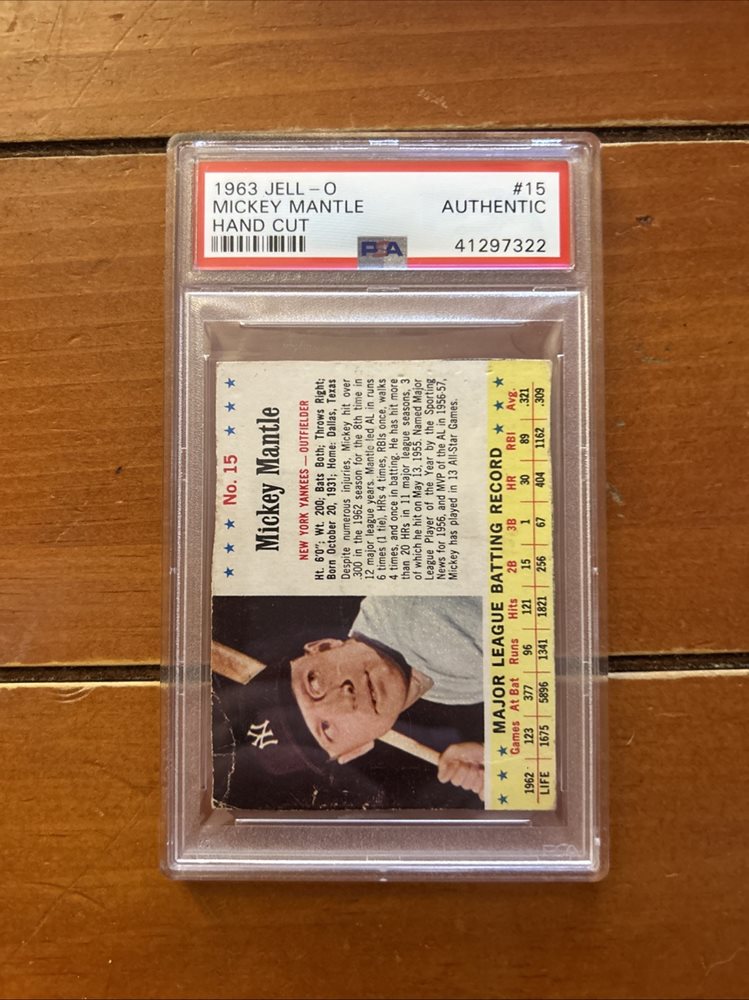 1963 JELL-O #15
MICKEY MANTLE AUTHENTIC
HAND CUT
PSA 41297322
★ ★ ★ No. 15 ★ ★ ★
Mickey Mantle
NEW YORK YANKEES — OUTFIELDER
Ht. 6'0"; Wt. 200; Bats Both; Throws Right;
Born October 20, 1931; Home: Dallas, Texas
Despite numerous injuries, Mickey hit over
.300 in the 1962 season for the 8th time in
12 major league years. Mantle led AL in runs
6 times (1 tie), HRs 4 times, RBIs once, walks
4 times, and once in batting. He has hit more
than 20 HRs in 11 major league seasons, 3
of which he hit on May 13, 1955. Named Major
League Player of the Year by the Sporting
News for 1956, and MVP of the AL in 1956-57,
Mickey has played in 13 All-Star Games.
NY
★ ★ ★ MAJOR LEAGUE BATTING RECORD ★ ★ ★
Games At Bat Runs Hits 2B 3B HR RBI Avg.
1962 123 377 96 121 15 1 30 89 .321
LIFE 1675 5896 1341 1821 256 67 404 1162 .309
PSA